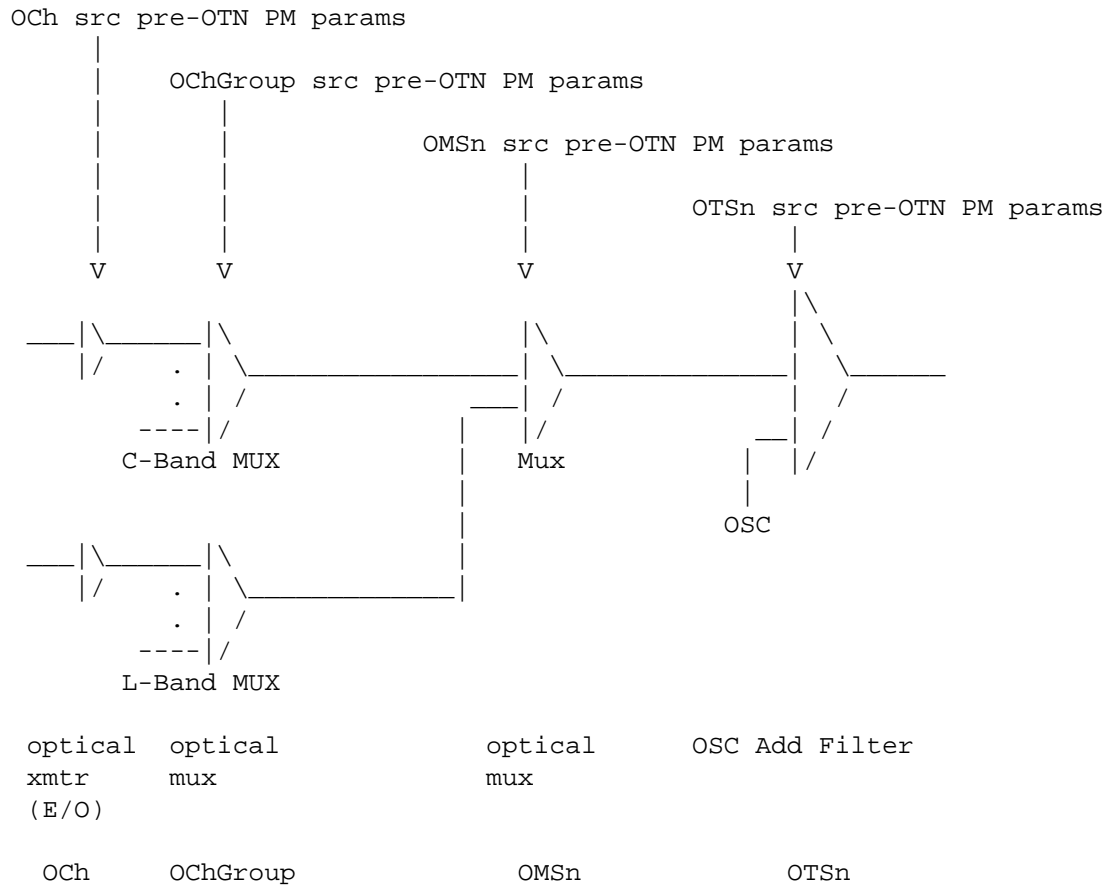 OCh src pre-OTN PM params
OChGroup src pre-OTN PM params
OMSn src pre-OTN PM params
OTSn src pre-OTN PM params
V V V V
C-Band MUX Mux
OSC
L-Band MUX
optical optical optical OSC Add Filter
xmtr mux mux
(E/O)
OCh OChGroup OMSn OTSn